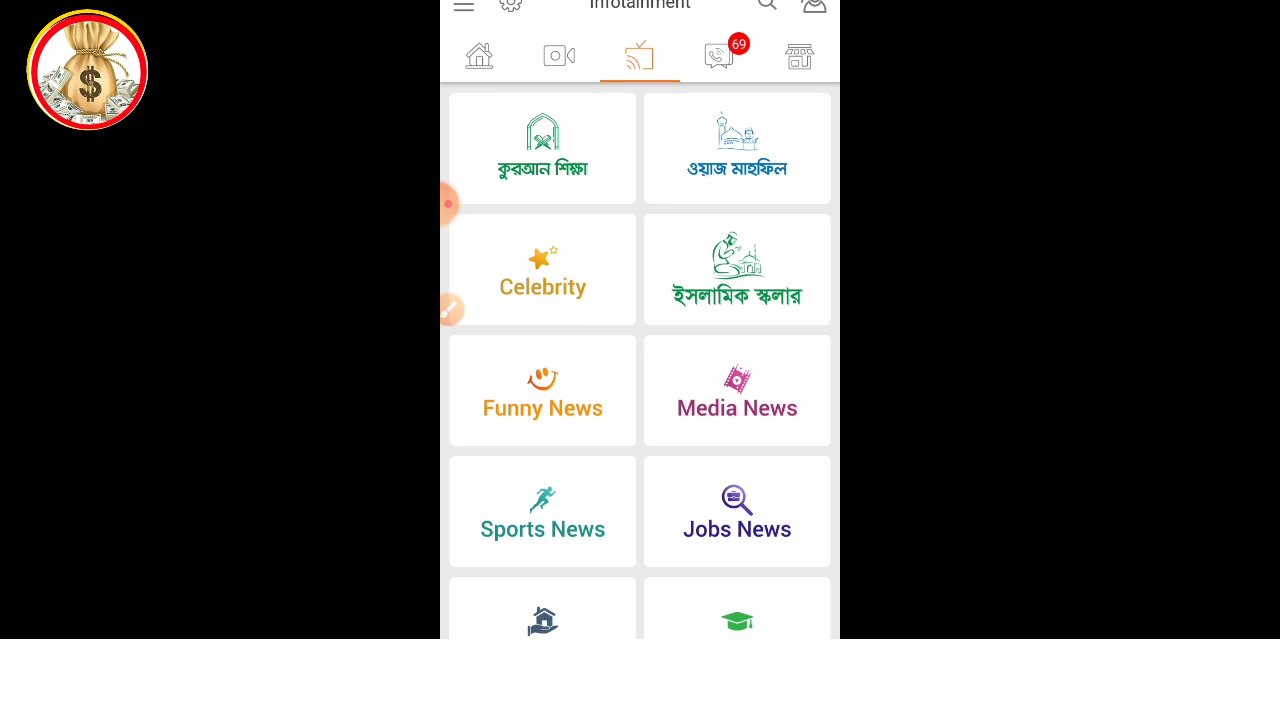 Infotainment
69
কুরআন শিক্ষা
ওয়াজ মাহফিল
Celebrity
ইসলামিক স্কলার
Funny News
Media News
Sports News
Jobs News